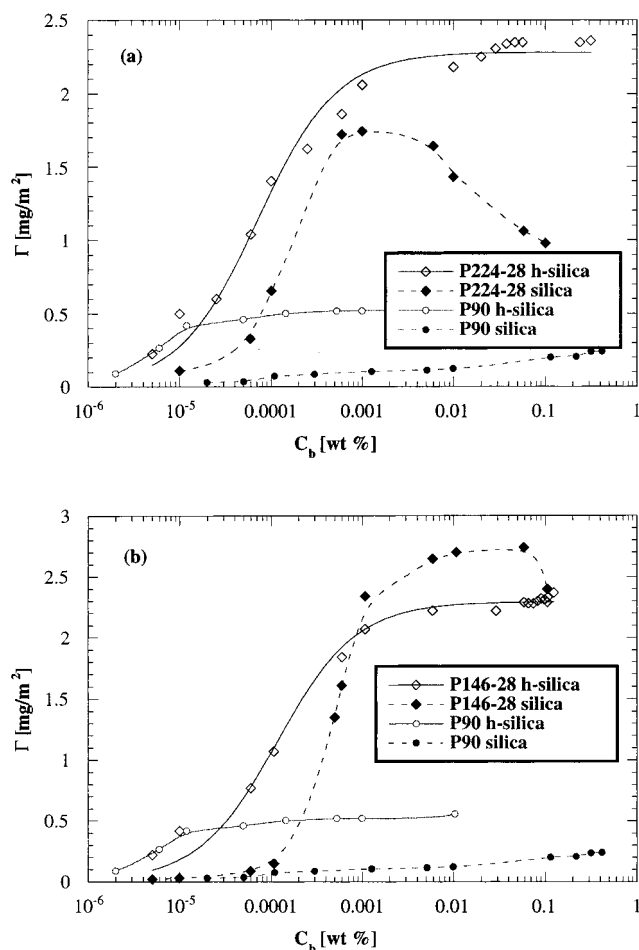 (a)
Γ [mg/m²]
2.5
2
1.5
1
0.5
0
P224-28 h-silica
P224-28 silica
P90 h-silica
P90 silica
10⁻⁶ 10⁻⁵ 0.0001 0.001 0.01 0.1 1
C_b [wt %]
(b)
Γ [mg/m²]
3
2.5
2
1.5
1
0.5
0
P146-28 h-silica
P146-28 silica
P90 h-silica
P90 silica
10⁻⁶ 10⁻⁵ 0.0001 0.001 0.01 0.1 1
C_b [wt %]